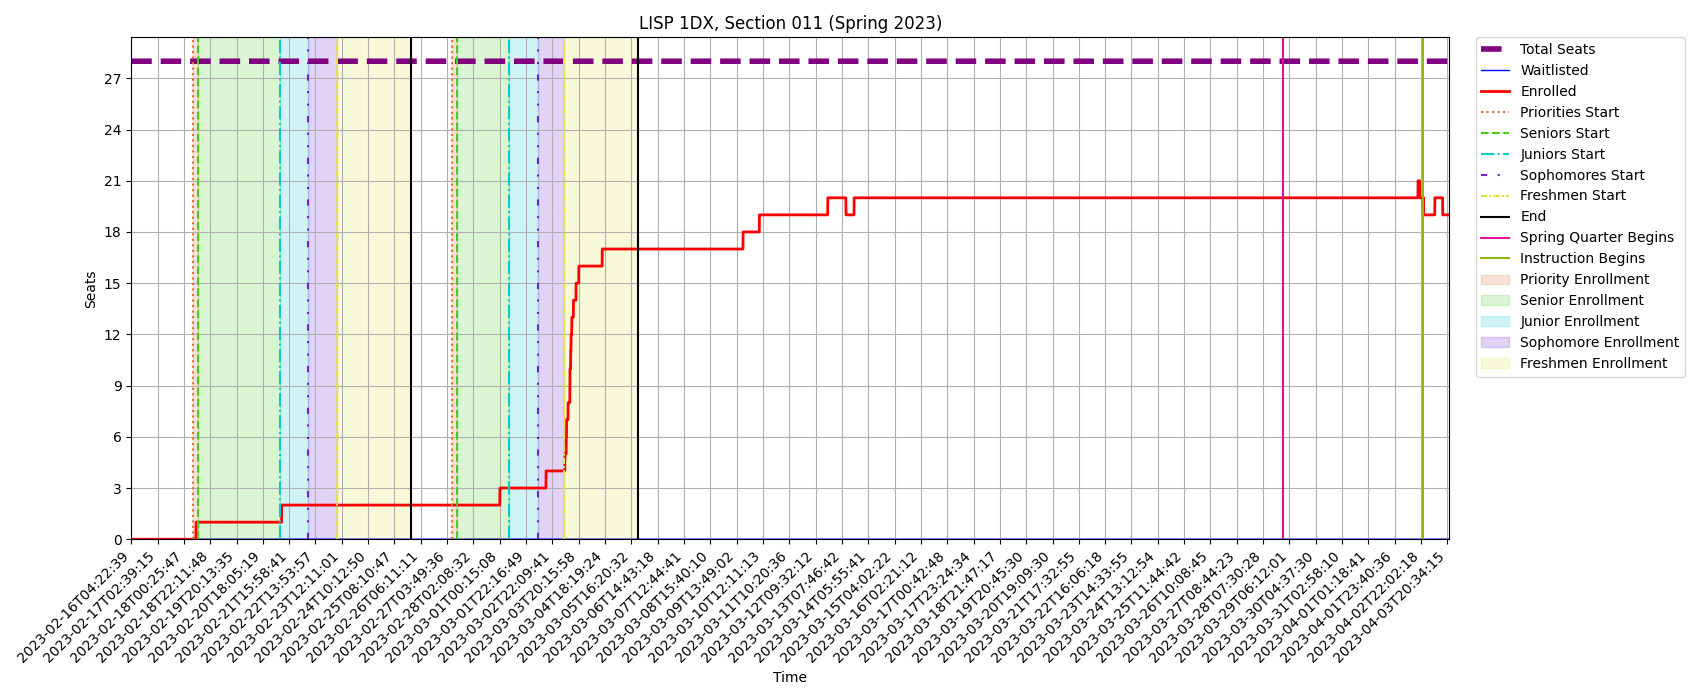 LISP 1DX, Section 011 (Spring 2023)
Seats
27
24
21
18
15
12
9
6
3
0
2023-02-16T04:22:39
2023-02-17T02:39:15
2023-02-18T00:25:47
2023-02-18T22:11:48
2023-02-19T20:13:35
2023-02-20T18:05:19
2023-02-21T15:58:41
2023-02-22T13:53:57
2023-02-23T12:11:01
2023-02-24T10:12:50
2023-02-25T08:10:47
2023-02-26T06:11:11
2023-02-27T03:49:36
2023-02-28T02:08:32
2023-03-01T00:15:08
2023-03-01T22:16:49
2023-03-02T22:09:41
2023-03-03T20:15:58
2023-03-04T18:19:24
2023-03-05T16:20:32
2023-03-06T14:43:18
2023-03-07T12:44:41
2023-03-08T15:40:10
2023-03-09T13:49:02
2023-03-10T12:11:13
2023-03-11T10:20:36
2023-03-12T09:32:12
2023-03-13T07:46:42
2023-03-14T05:55:41
2023-03-15T04:02:22
2023-03-16T02:21:12
2023-03-17T00:42:48
2023-03-17T23:24:34
2023-03-18T21:47:17
2023-03-19T20:45:30
2023-03-20T19:09:30
2023-03-21T17:32:55
2023-03-22T16:06:18
2023-03-23T14:33:55
2023-03-24T13:12:54
2023-03-25T11:44:42
2023-03-26T10:08:45
2023-03-27T08:44:23
2023-03-28T07:30:28
2023-03-29T06:12:01
2023-03-30T04:37:30
2023-03-31T02:58:10
2023-04-01T01:18:41
2023-04-01T23:40:36
2023-04-02T22:02:18
2023-04-03T20:34:15
Time
Total Seats
Waitlisted
Enrolled
Priorities Start
Seniors Start
Juniors Start
Sophomores Start
Freshmen Start
End
Spring Quarter Begins
Instruction Begins
Priority Enrollment
Senior Enrollment
Junior Enrollment
Sophomore Enrollment
Freshmen Enrollment